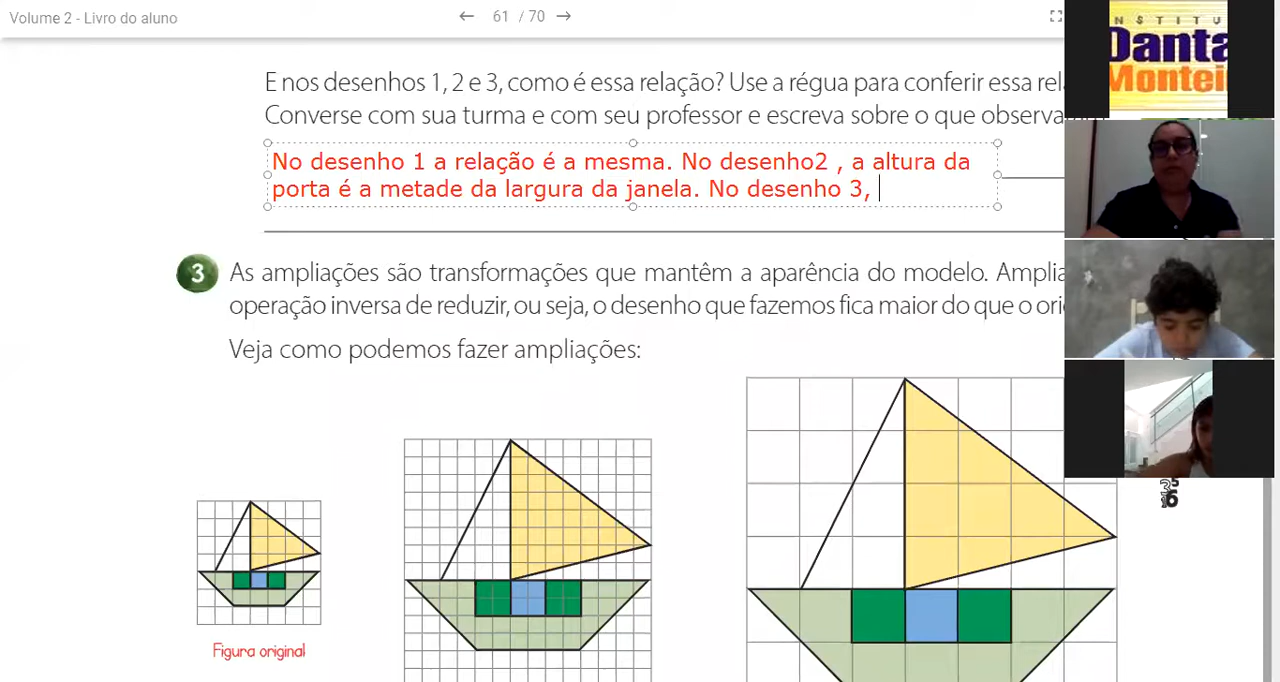 Volume 2 - Livro do aluno
61 / 70
E nos desenhos 1, 2 e 3, como é essa relação? Use a régua para conferir essa rel
Converse com sua turma e com seu professor e escreva sobre o que observa
No desenho 1 a relação é a mesma. No desenho2 , a altura da
porta é a metade da largura da janela. No desenho 3,
3
As ampliações são transformações que mantêm a aparência do modelo. Amplia
operação inversa de reduzir, ou seja, o desenho que fazemos fica maior do que o ori
Veja como podemos fazer ampliações:
Figura original
NSTITU
Danta
Montei